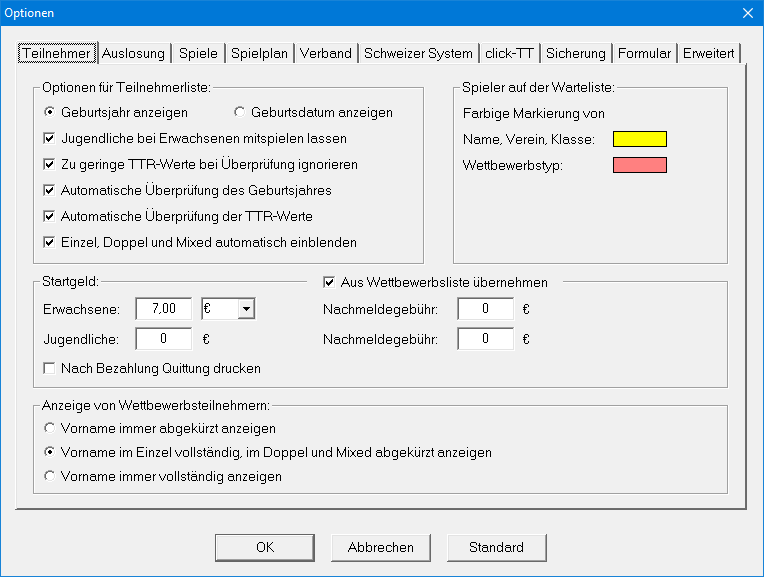 Optionen
Teilnehmer Auslosung Spiele Spielplan Verband Schweizer System click-TT Sicherung Formular Erweitert
Optionen für Teilnehmerliste:
Geburtsjahr anzeigen Geburtsdatum anzeigen
Jugendliche bei Erwachsenen mitspielen lassen
Zu geringe TTR-Werte bei Überprüfung ignorieren
Automatische Überprüfung des Geburtsjahres
Automatische Überprüfung der TTR-Werte
Einzel, Doppel und Mixed automatisch einblenden
Spieler auf der Warteliste:
Farbige Markierung von
Name, Verein, Klasse:
Wettbewerbstyp:
Startgeld: Aus Wettbewerbsliste übernehmen
Erwachsene: 7,00 € Nachmeldegebühr: 0 €
Jugendliche: 0 € Nachmeldegebühr: 0 €
Nach Bezahlung Quittung drucken
Anzeige von Wettbewerbsteilnehmern:
Vorname immer abgekürzt anzeigen
Vorname im Einzel vollständig, im Doppel und Mixed abgekürzt anzeigen
Vorname immer vollständig anzeigen
OK Abbrechen Standard